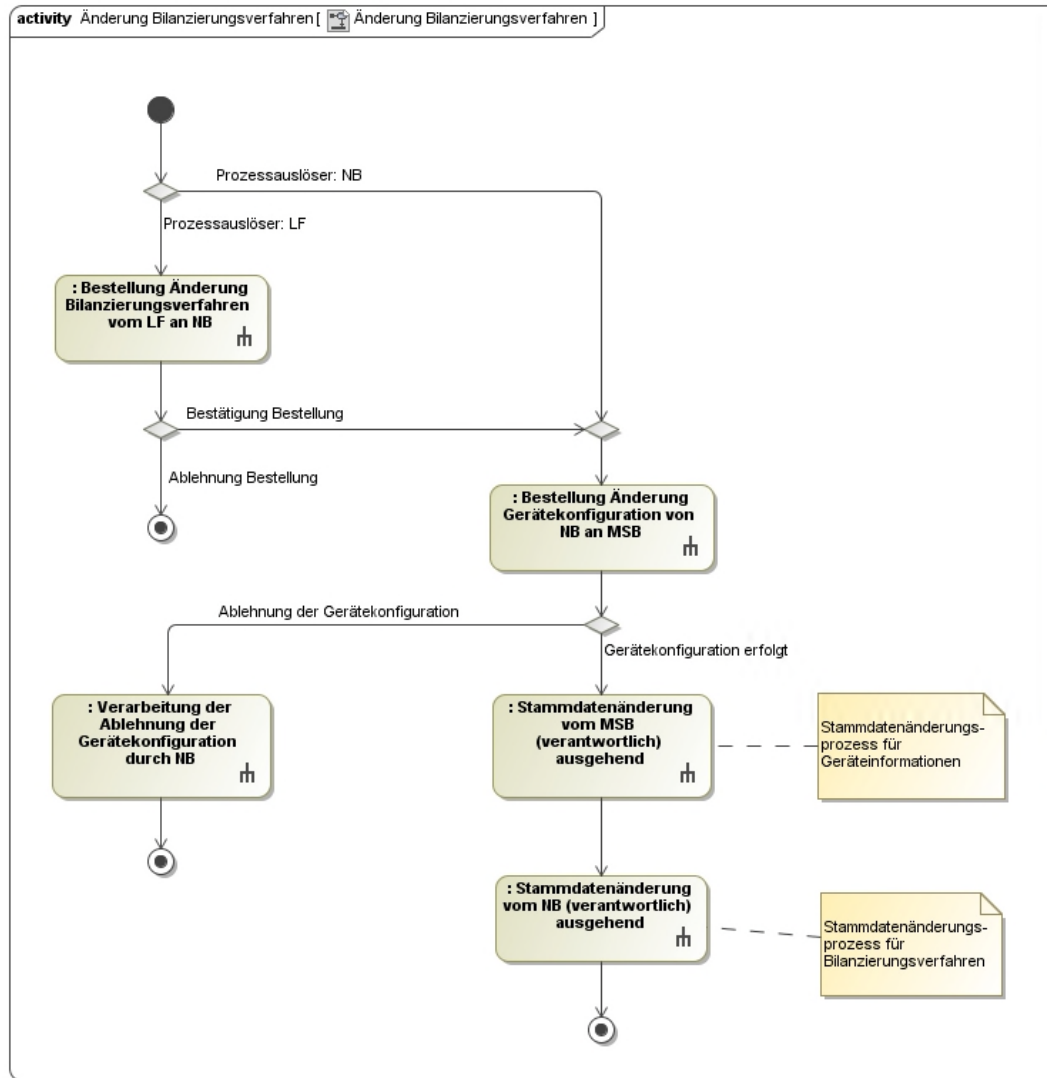 activity Änderung Bilanzierungsverfahren [ Änderung Bilanzierungsverfahren ]
Prozessauslöser: NB
Prozessauslöser: LF
: Bestellung Änderung
Bilanzierungsverfahren
vom LF an NB
Bestätigung Bestellung
Ablehnung Bestellung
: Bestellung Änderung
Gerätekonfiguration von
NB an MSB
Ablehnung der Gerätekonfiguration
Gerätekonfiguration erfolgt
: Verarbeitung der
Ablehnung der
Gerätekonfiguration
durch NB
: Stammdatenänderung
vom MSB
(verantwortlich)
ausgehend
Stammdatenänderungs-
prozess für
Geräteinformationen
: Stammdatenänderung
vom NB (verantwortlich)
ausgehend
Stammdatenänderungs-
prozess für
Bilanzierungsverfahren